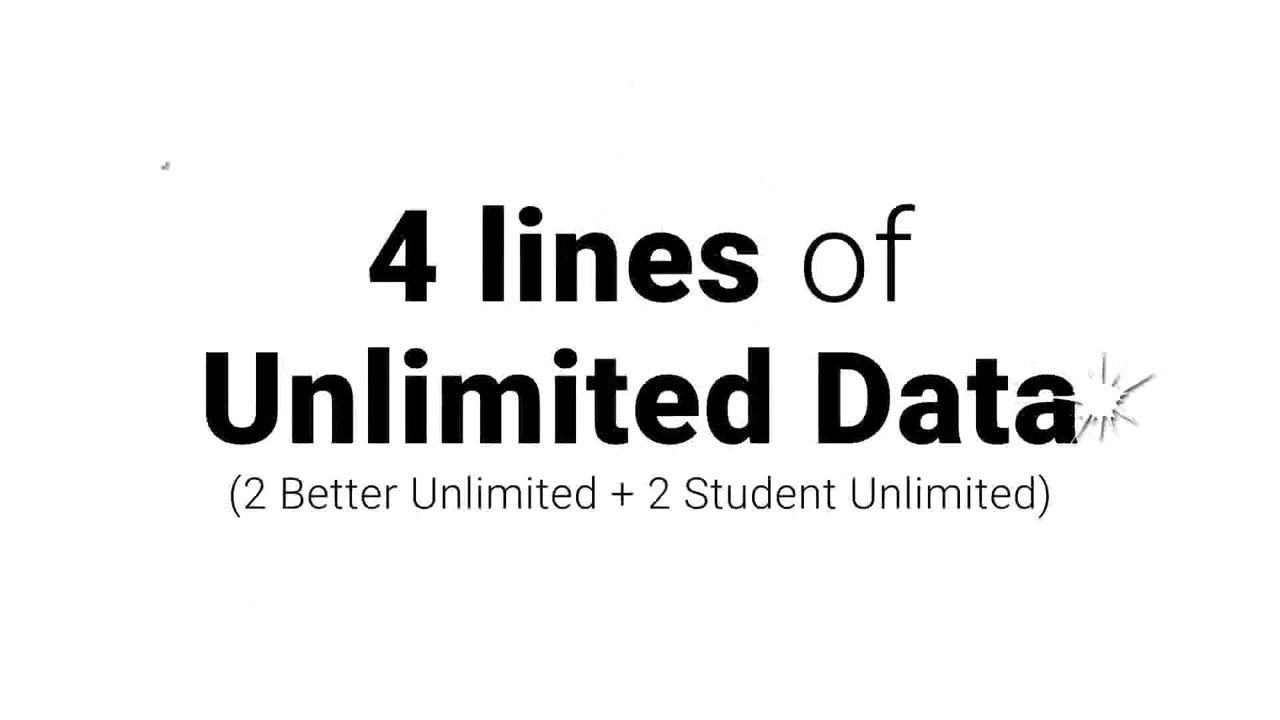 4 lines of
Unlimited Data
(2 Better Unlimited + 2 Student Unlimited)